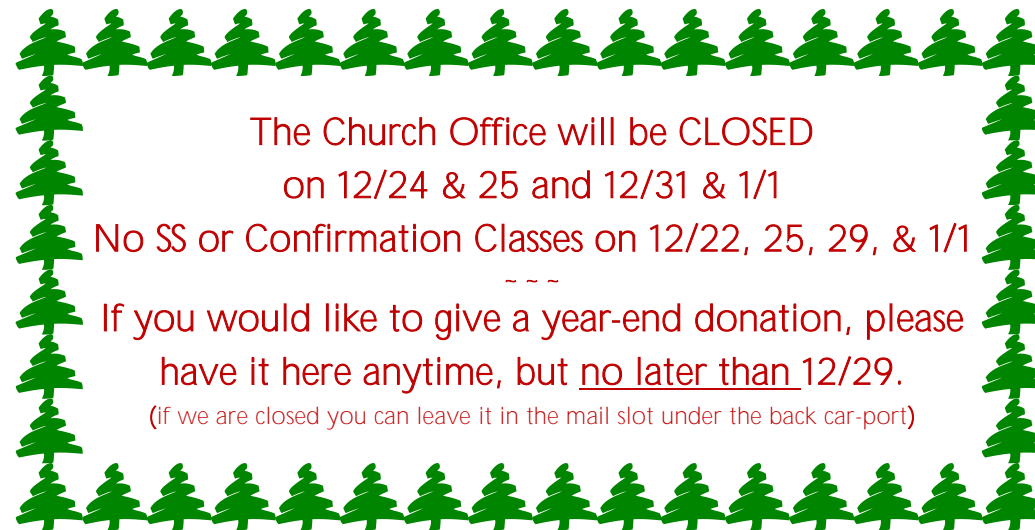 The Church Office will be CLOSED
on 12/24 & 25 and 12/31 & 1/1
No SS or Confirmation Classes on 12/22, 25, 29, & 1/1
~ ~ ~
If you would like to give a year-end donation, please
have it here anytime, but no later than 12/29.
(if we are closed you can leave it in the mail slot under the back car-port)